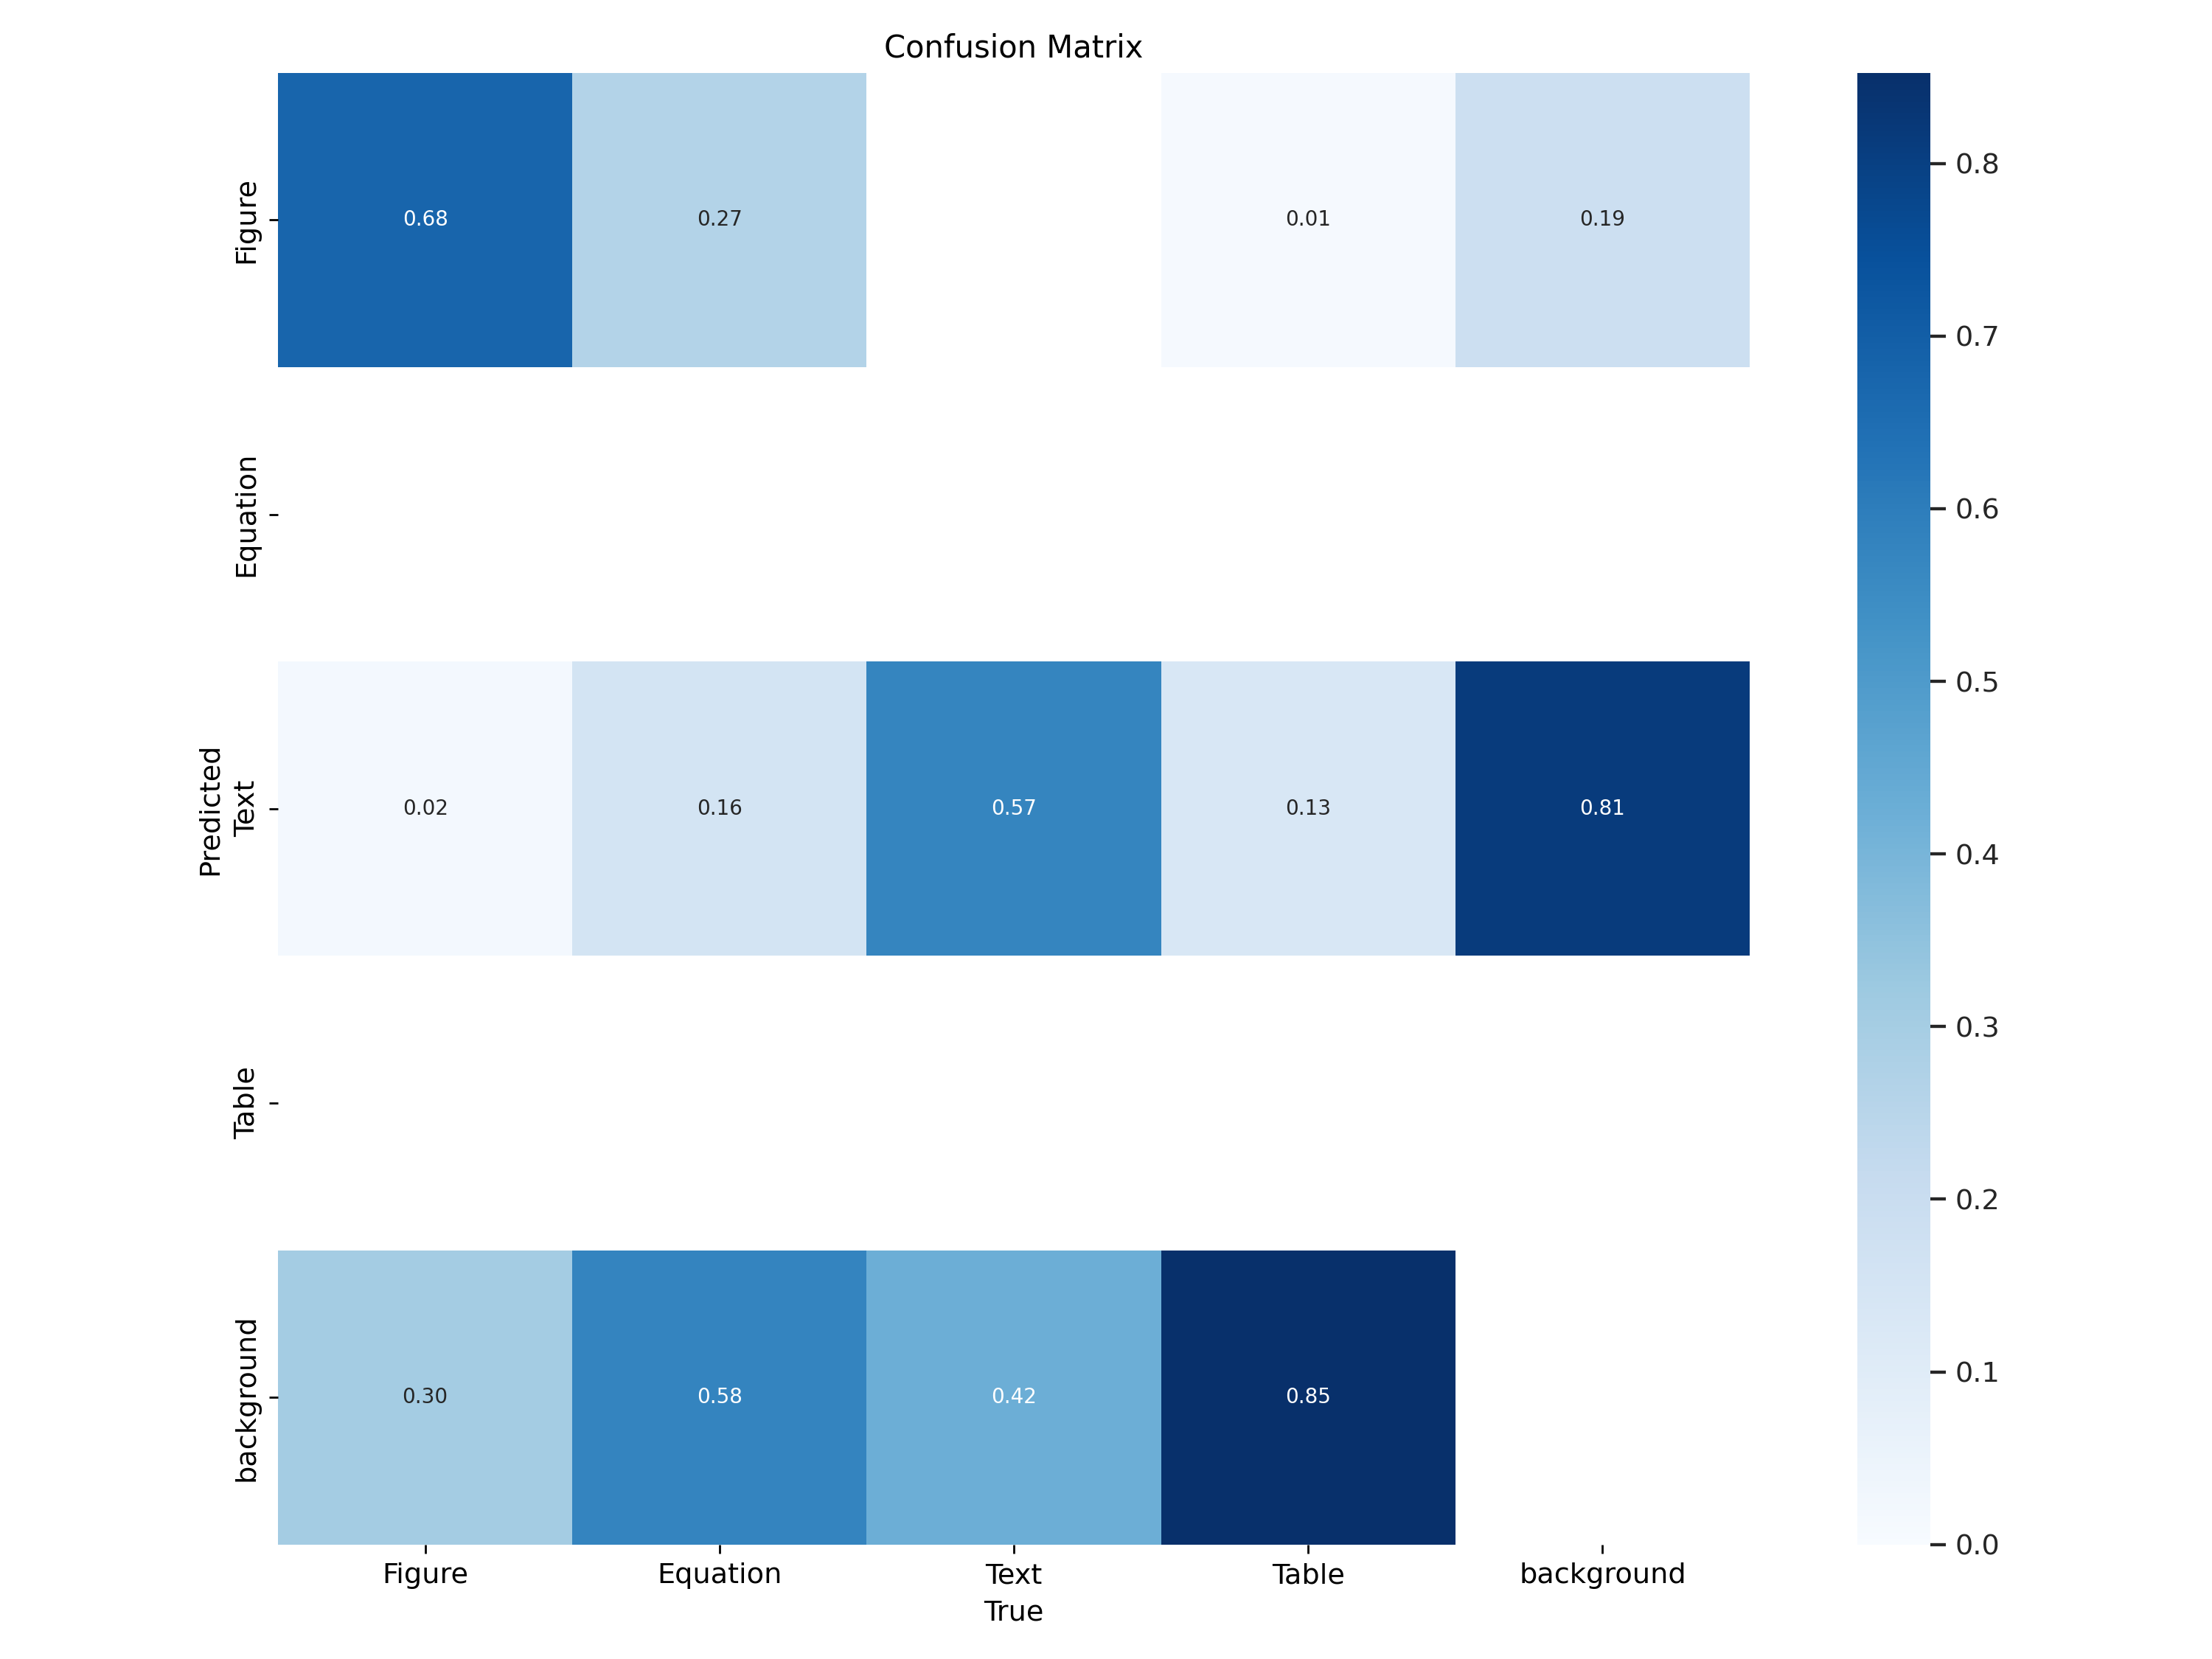 Confusion Matrix
Figure
0.68 0.27 0.01 0.19
Equation
Predicted
Text
0.02 0.16 0.57 0.13 0.81
Table
background
0.30 0.58 0.42 0.85
Figure Equation Text Table background
True
0.8
0.7
0.6
0.5
0.4
0.3
0.2
0.1
0.0